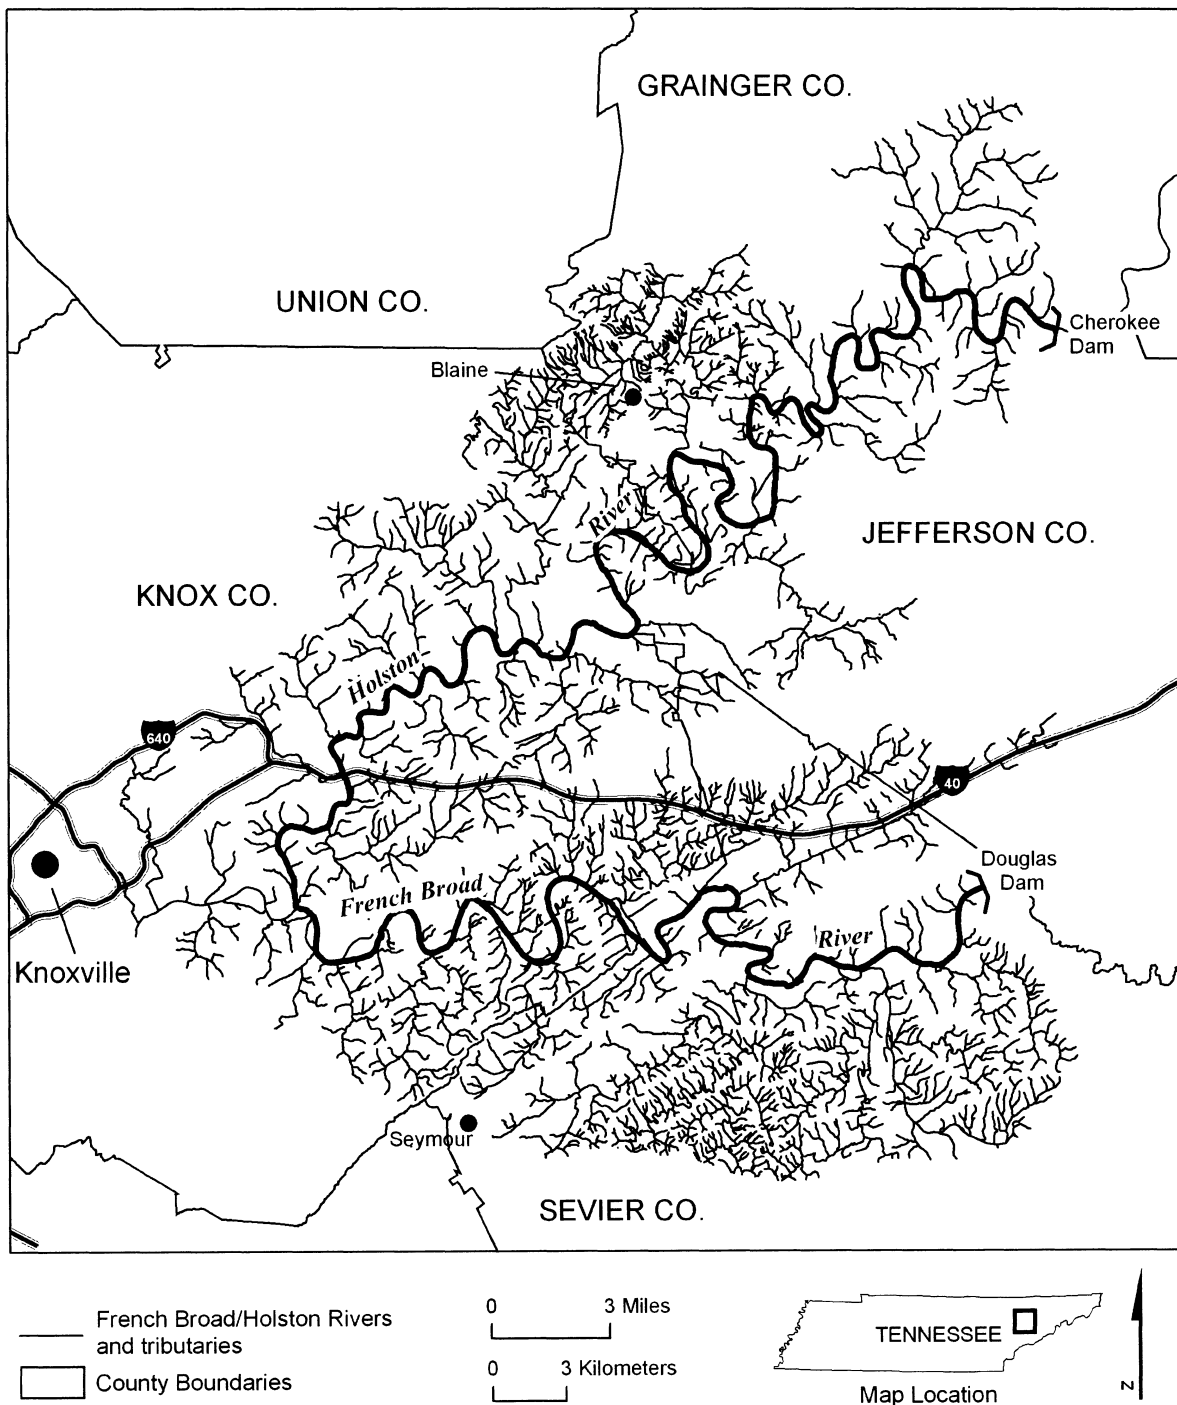 GRAINGER CO.
UNION CO.
Cherokee
Dam
Blaine
River
JEFFERSON CO.
KNOX CO.
Holston
640
40
Douglas
Dam
French Broad
River
Knoxville
Seymour
SEVIER CO.
French Broad/Holston Rivers
and tributaries
County Boundaries
0 3 Miles
0 3 Kilometers
TENNESSEE
Map Location
N